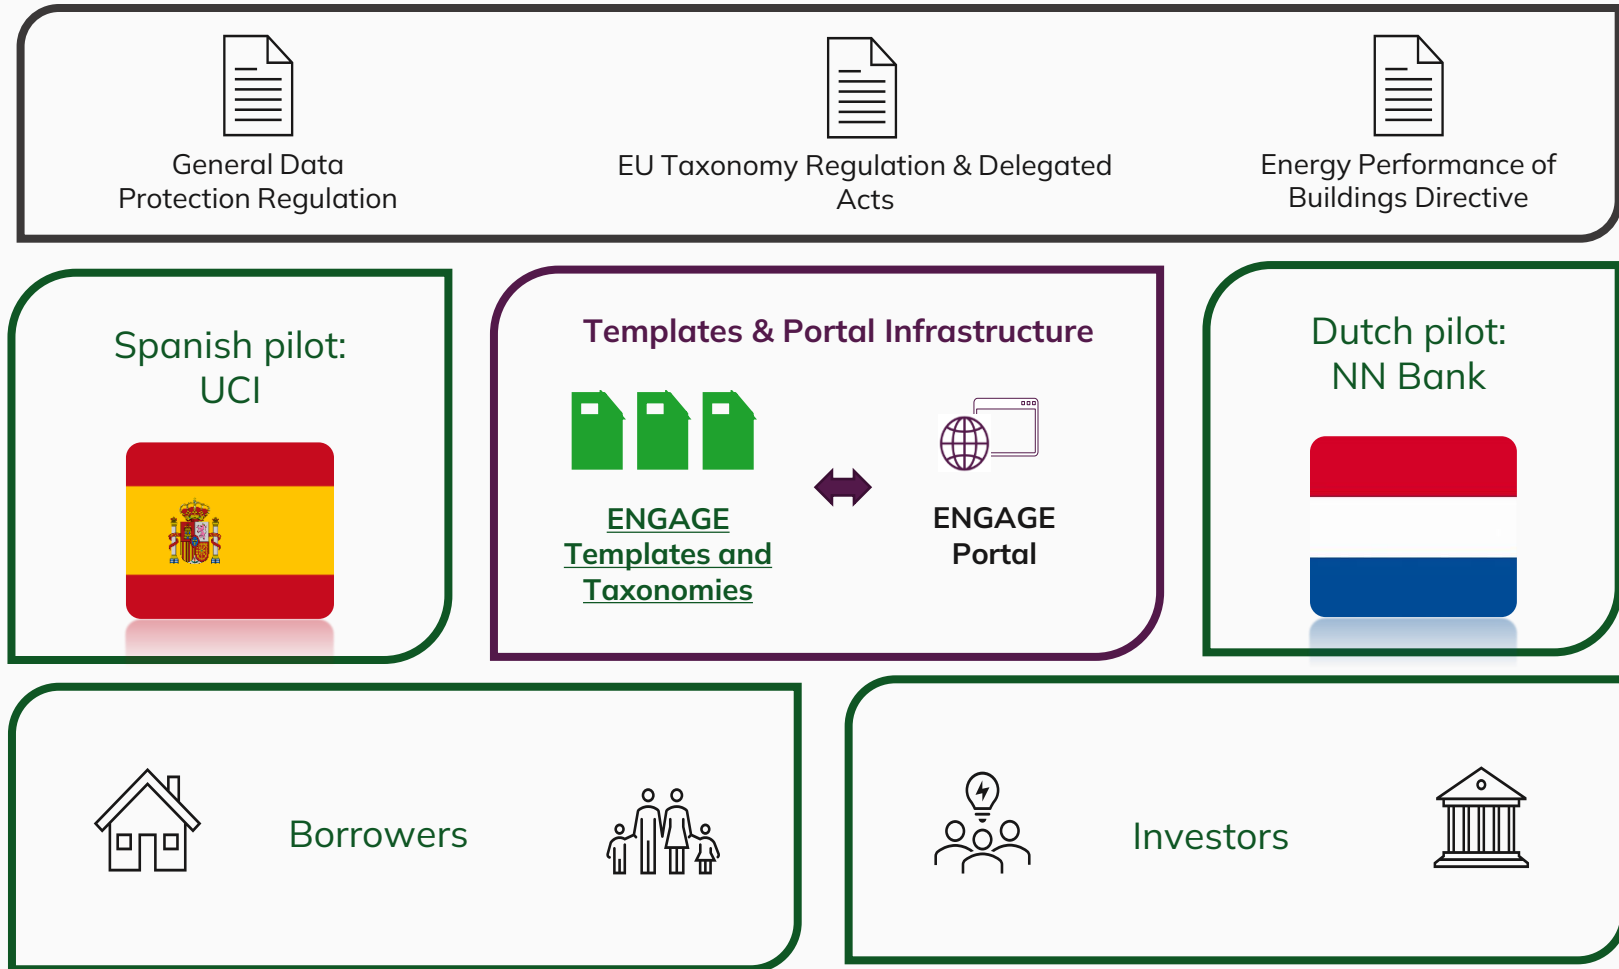 General Data
Protection Regulation
EU Taxonomy Regulation & Delegated
Acts
Energy Performance of
Buildings Directive
Spanish pilot:
UCI
Templates & Portal Infrastructure
ENGAGE
Templates and
Taxonomies
ENGAGE
Portal
Dutch pilot:
NN Bank
Borrowers
Investors